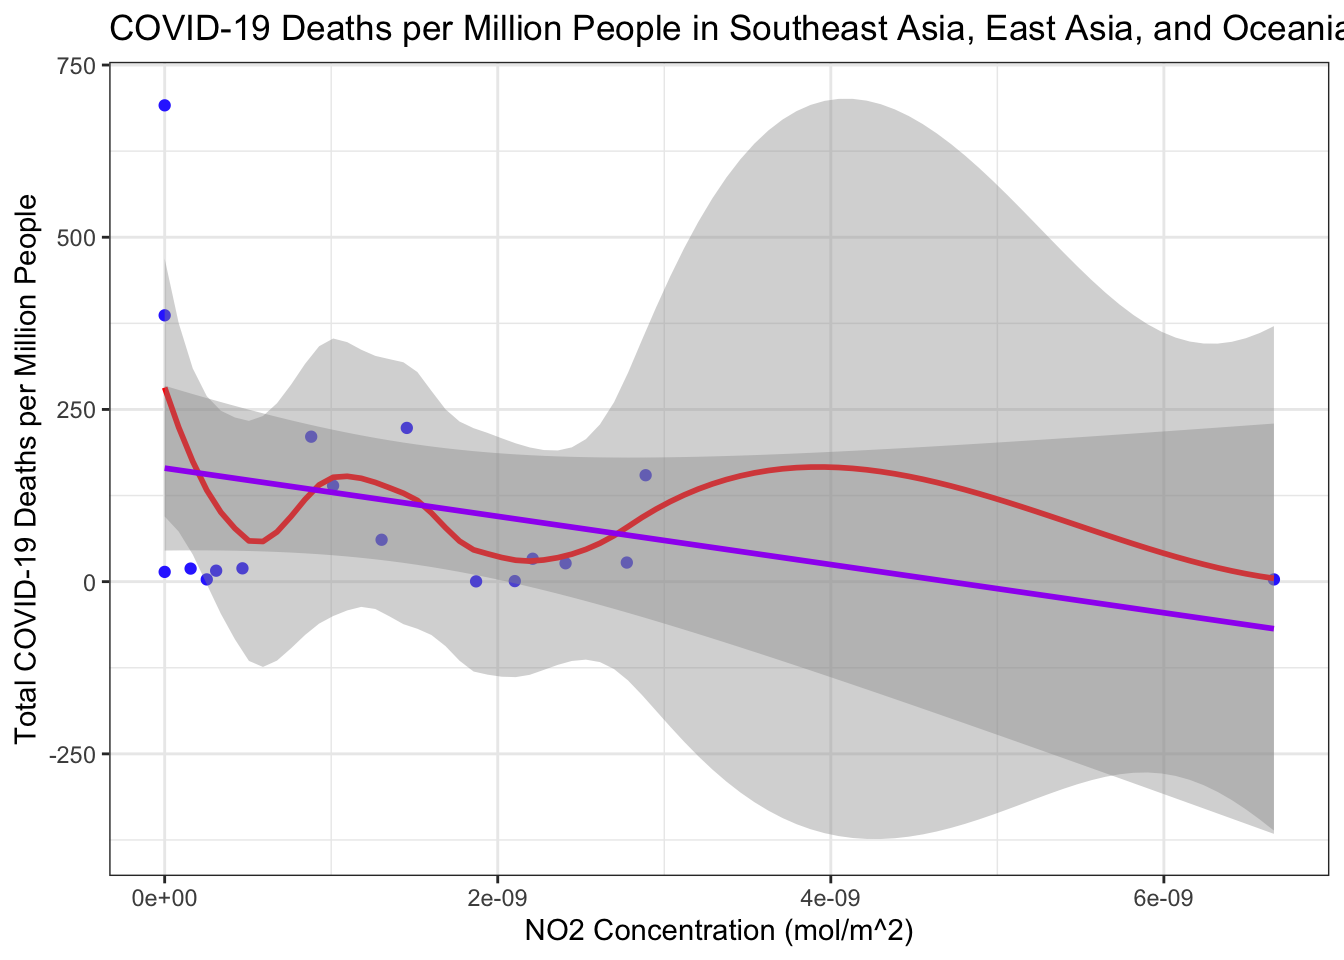 COVID-19 Deaths per Million People in Southeast Asia, East Asia, and Oceania
750
500
250
0
-250
Total COVID-19 Deaths per Million People
0e+00
2e-09
4e-09
6e-09
NO2 Concentration (mol/m^2)